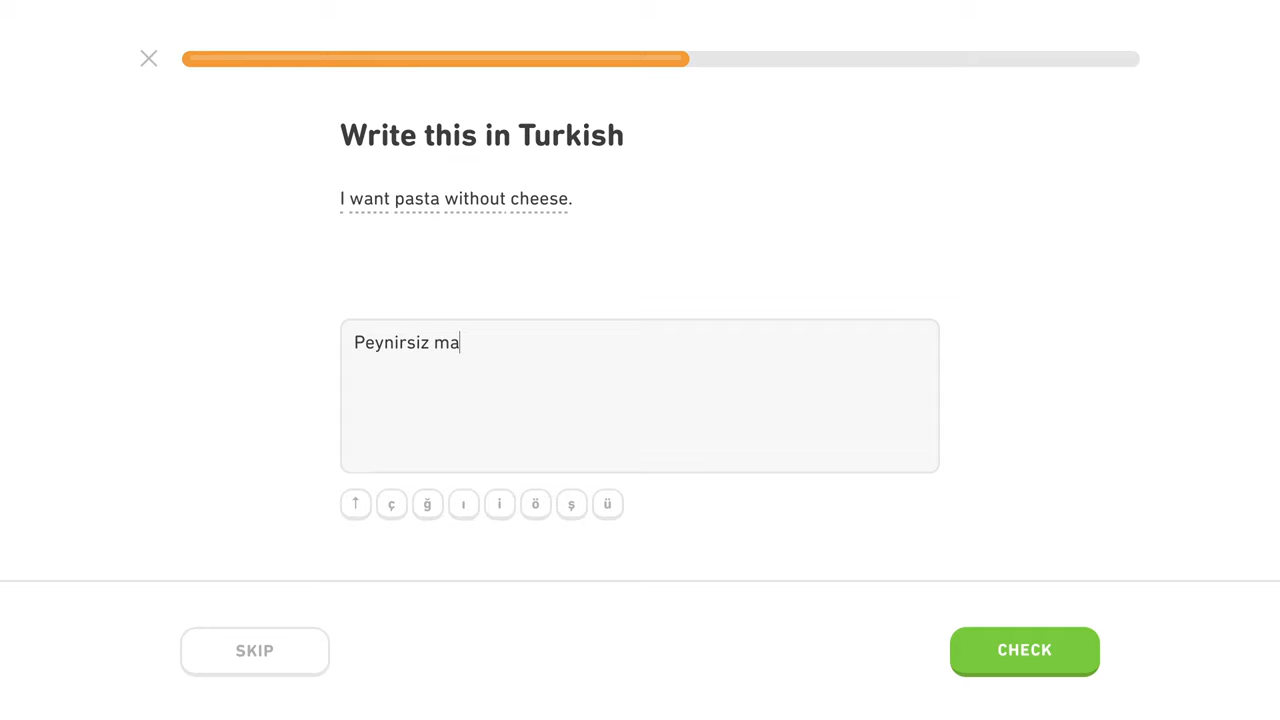 Write this in Turkish
I want pasta without cheese.
Peynirsiz ma
↑ ç ğ ı i ö ş ü
SKIP CHECK